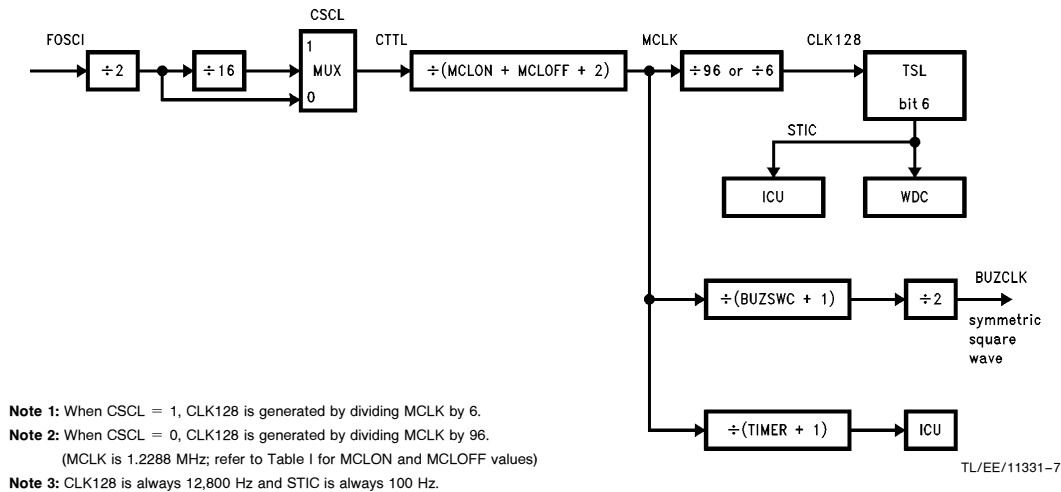 CSCL
FOSCI
÷2
÷16
1
MUX
0
CTTL
÷(MCLON + MCLOFF + 2)
MCLK
÷96 or ÷6
CLK128
TSL
bit 6
STIC
ICU
WDC
÷(BUZSWC + 1)
÷2
BUZCLK
symmetric
square
wave
÷(TIMER + 1)
ICU
Note 1: When CSCL = 1, CLK128 is generated by dividing MCLK by 6.
Note 2: When CSCL = 0, CLK128 is generated by dividing MCLK by 96.
(MCLK is 1.2288 MHz; refer to Table I for MCLON and MCLOFF values)
Note 3: CLK128 is always 12,800 Hz and STIC is always 100 Hz.
TL/EE/11331–7